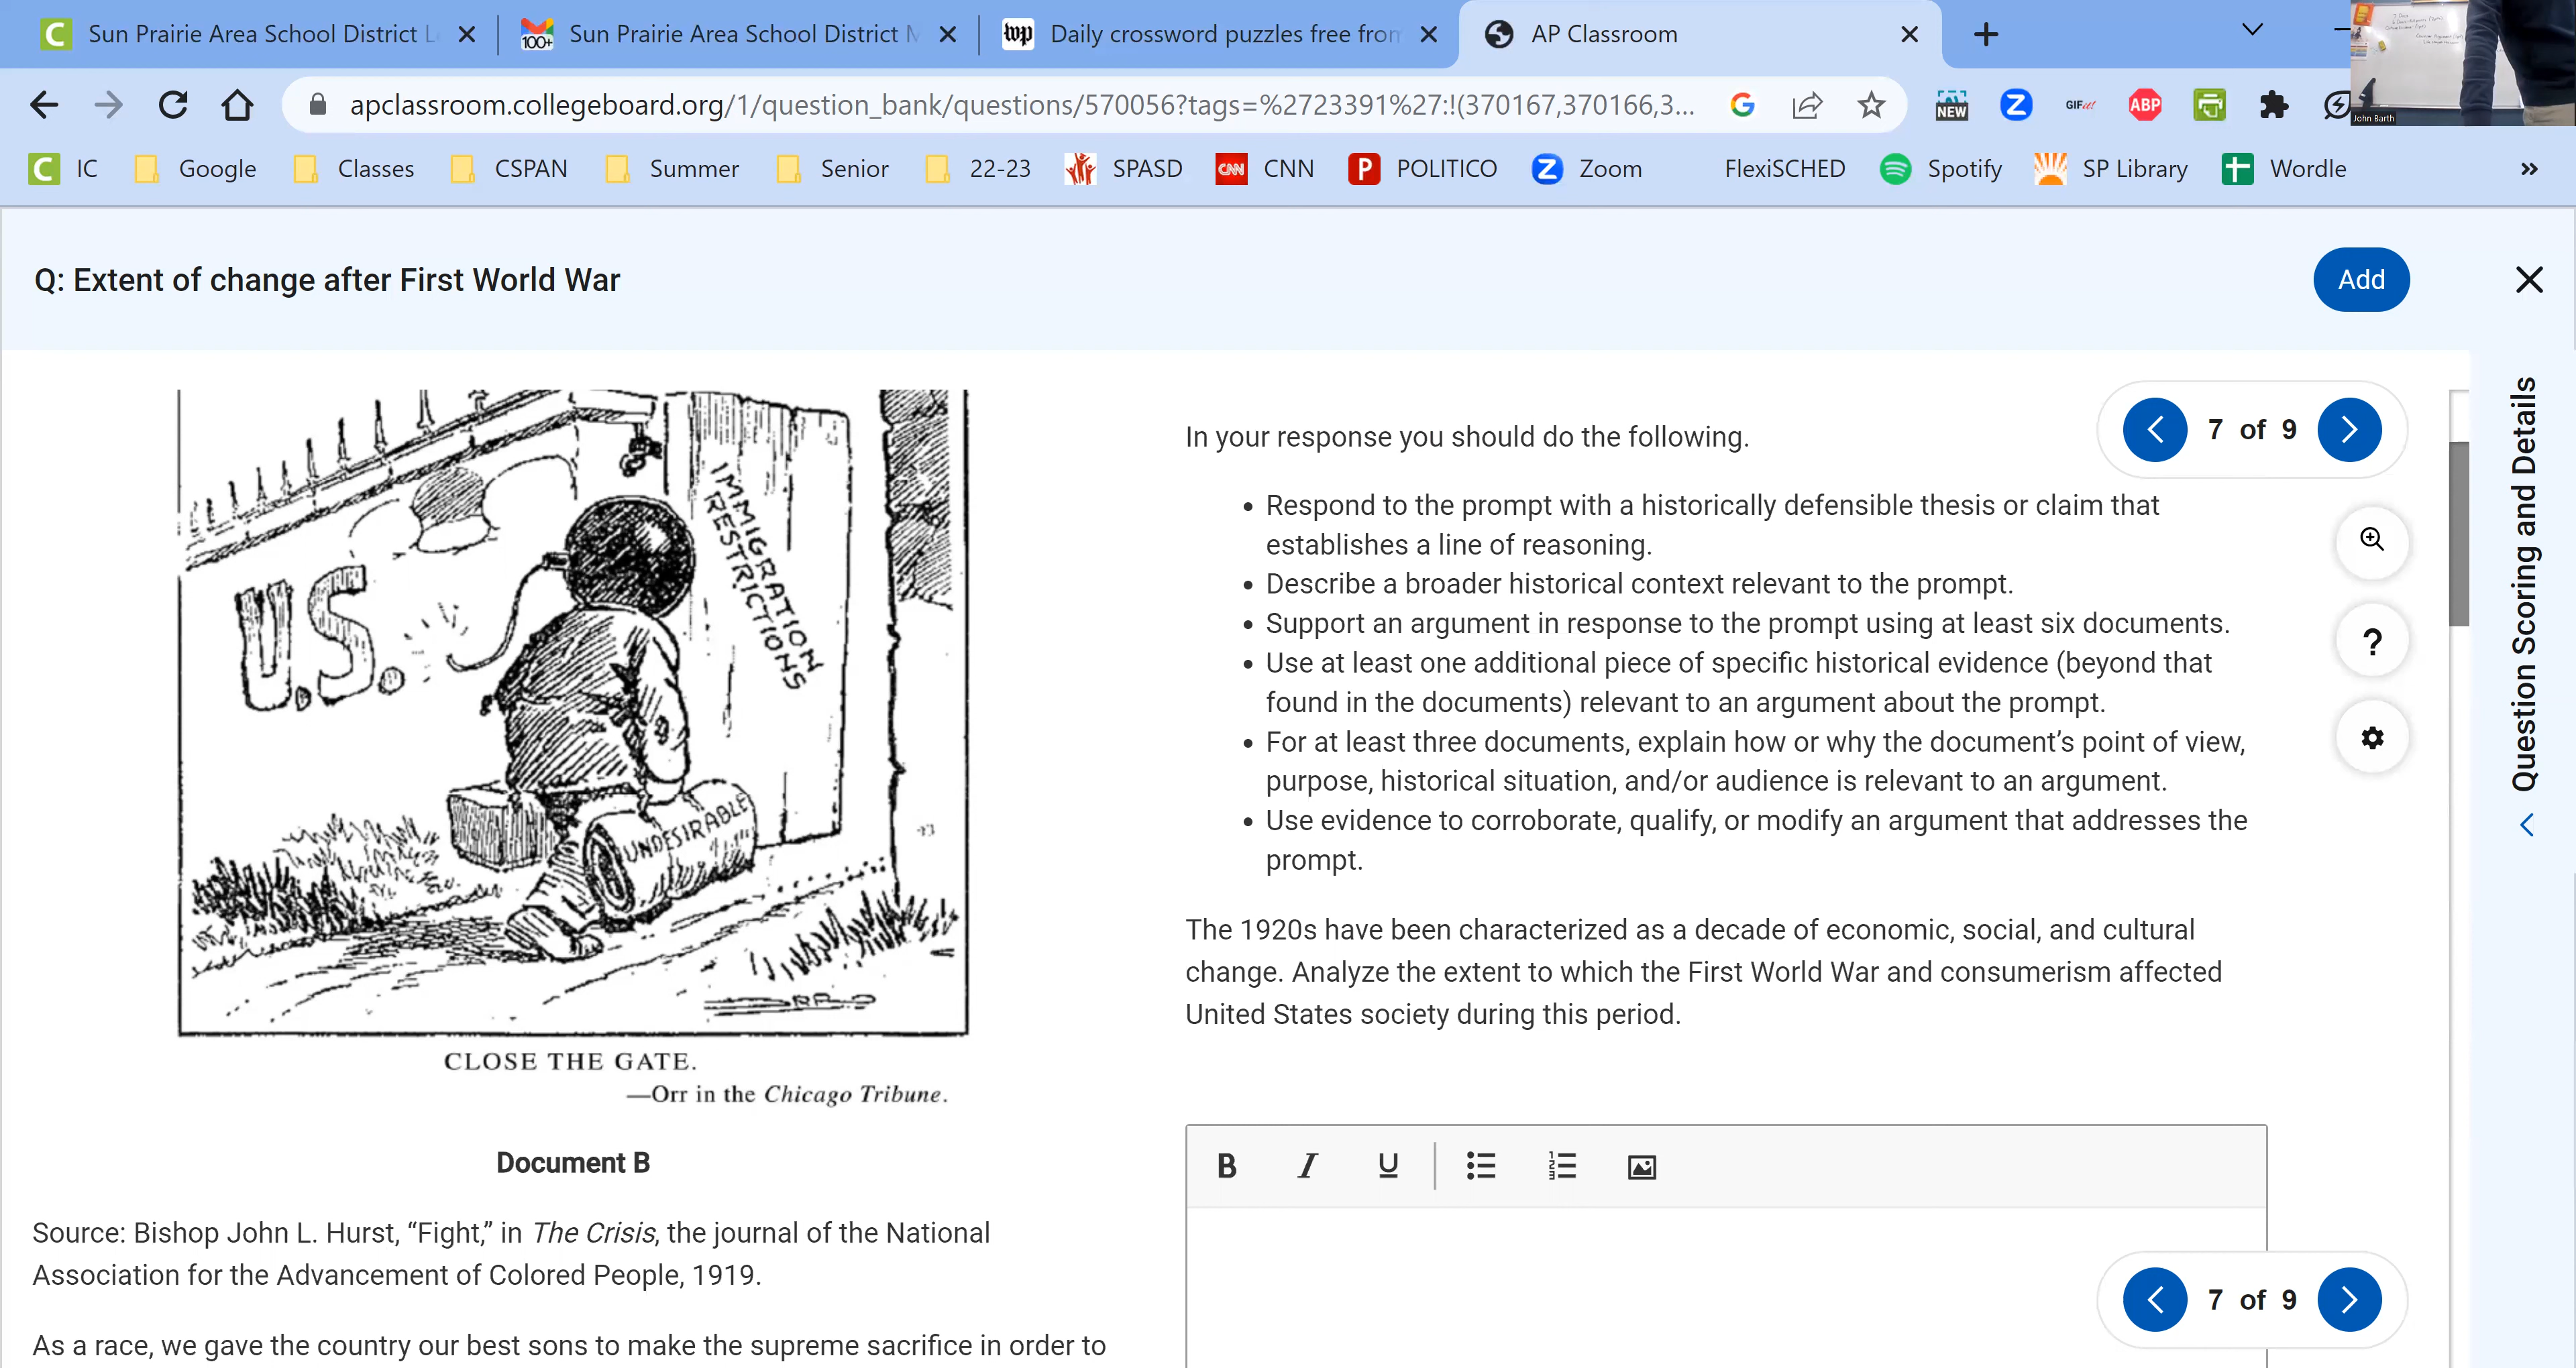 Sun Prairie Area School District L
100+
Sun Prairie Area School District M
wp
Daily crossword puzzles free from
AP Classroom
apclassroom.collegeboard.org/1/question_bank/questions/570056?tags=%2723391%27:!(370167,370166,3...
NEW
Z
GIFit!
ABP
John Barth
IC
Google
Classes
CSPAN
Summer
Senior
22-23
SPASD
CNN
CNN
POLITICO
Zoom
FlexiSCHED
Spotify
SP Library
Wordle
Q: Extent of change after First World War
Add
IMMIGRATION
RESTRICTIONS
U.S.
UNDESIRABLE
ORR
CLOSE THE GATE.
—Orr in the Chicago Tribune.
Document B
Source: Bishop John L. Hurst, “Fight,” in The Crisis, the journal of the National
Association for the Advancement of Colored People, 1919.
As a race, we gave the country our best sons to make the supreme sacrifice in order to
7 of 9
In your response you should do the following.
• Respond to the prompt with a historically defensible thesis or claim that
establishes a line of reasoning.
• Describe a broader historical context relevant to the prompt.
• Support an argument in response to the prompt using at least six documents.
• Use at least one additional piece of specific historical evidence (beyond that
found in the documents) relevant to an argument about the prompt.
• For at least three documents, explain how or why the document’s point of view,
purpose, historical situation, and/or audience is relevant to an argument.
• Use evidence to corroborate, qualify, or modify an argument that addresses the
prompt.
The 1920s have been characterized as a decade of economic, social, and cultural
change. Analyze the extent to which the First World War and consumerism affected
United States society during this period.
B I U
7 of 9
?
Question Scoring and Details